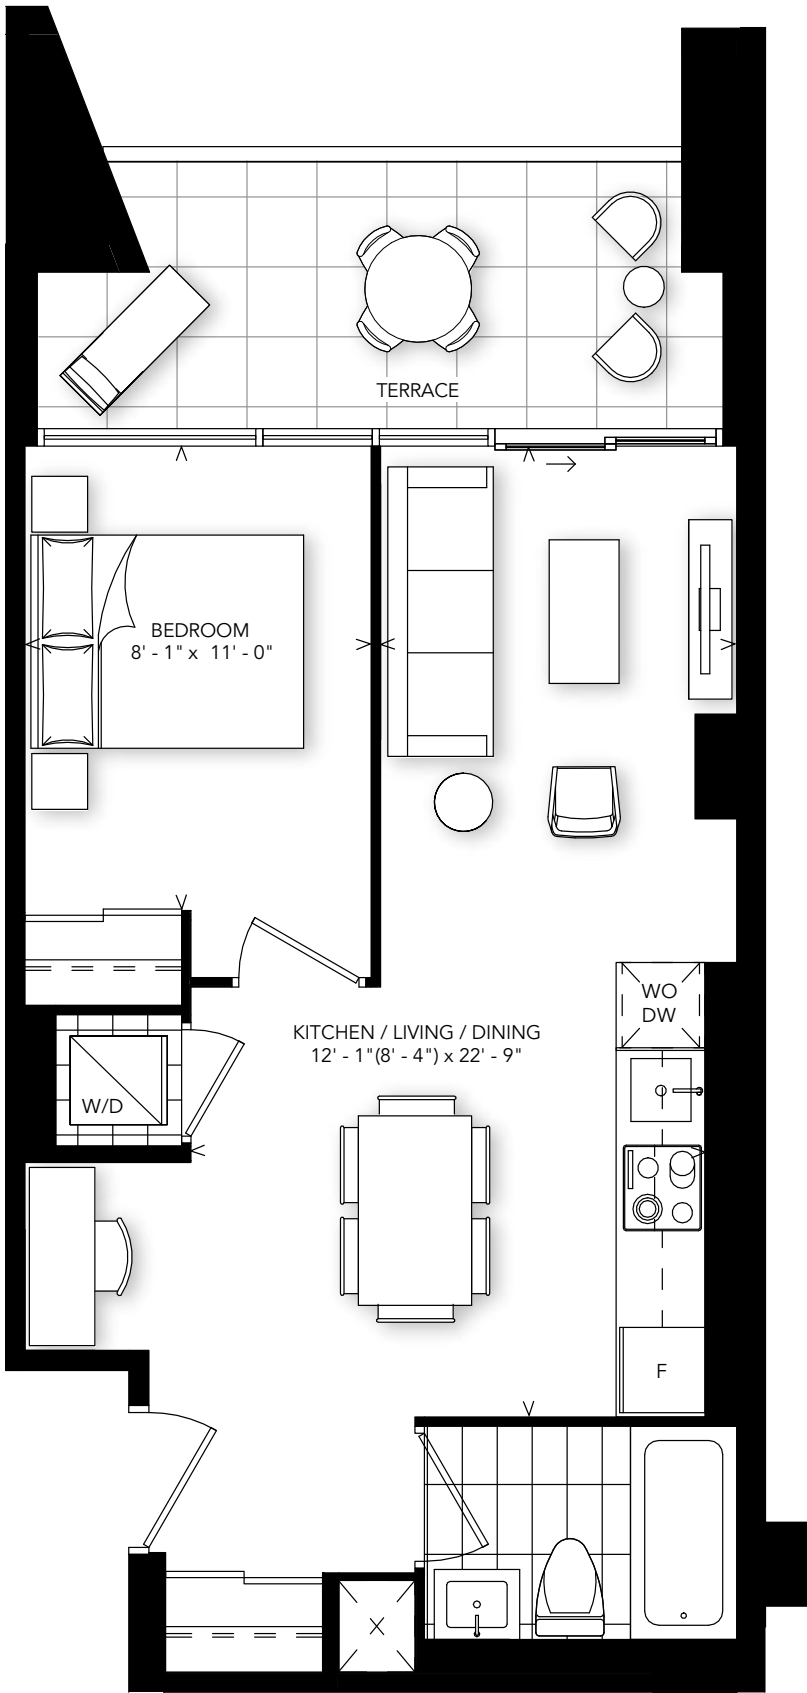 TERRACE
BEDROOM
8' - 1" x 11' - 0"
WO
DW
KITCHEN / LIVING / DINING
12' - 1"(8' - 4") x 22' - 9"
W/D
F
X